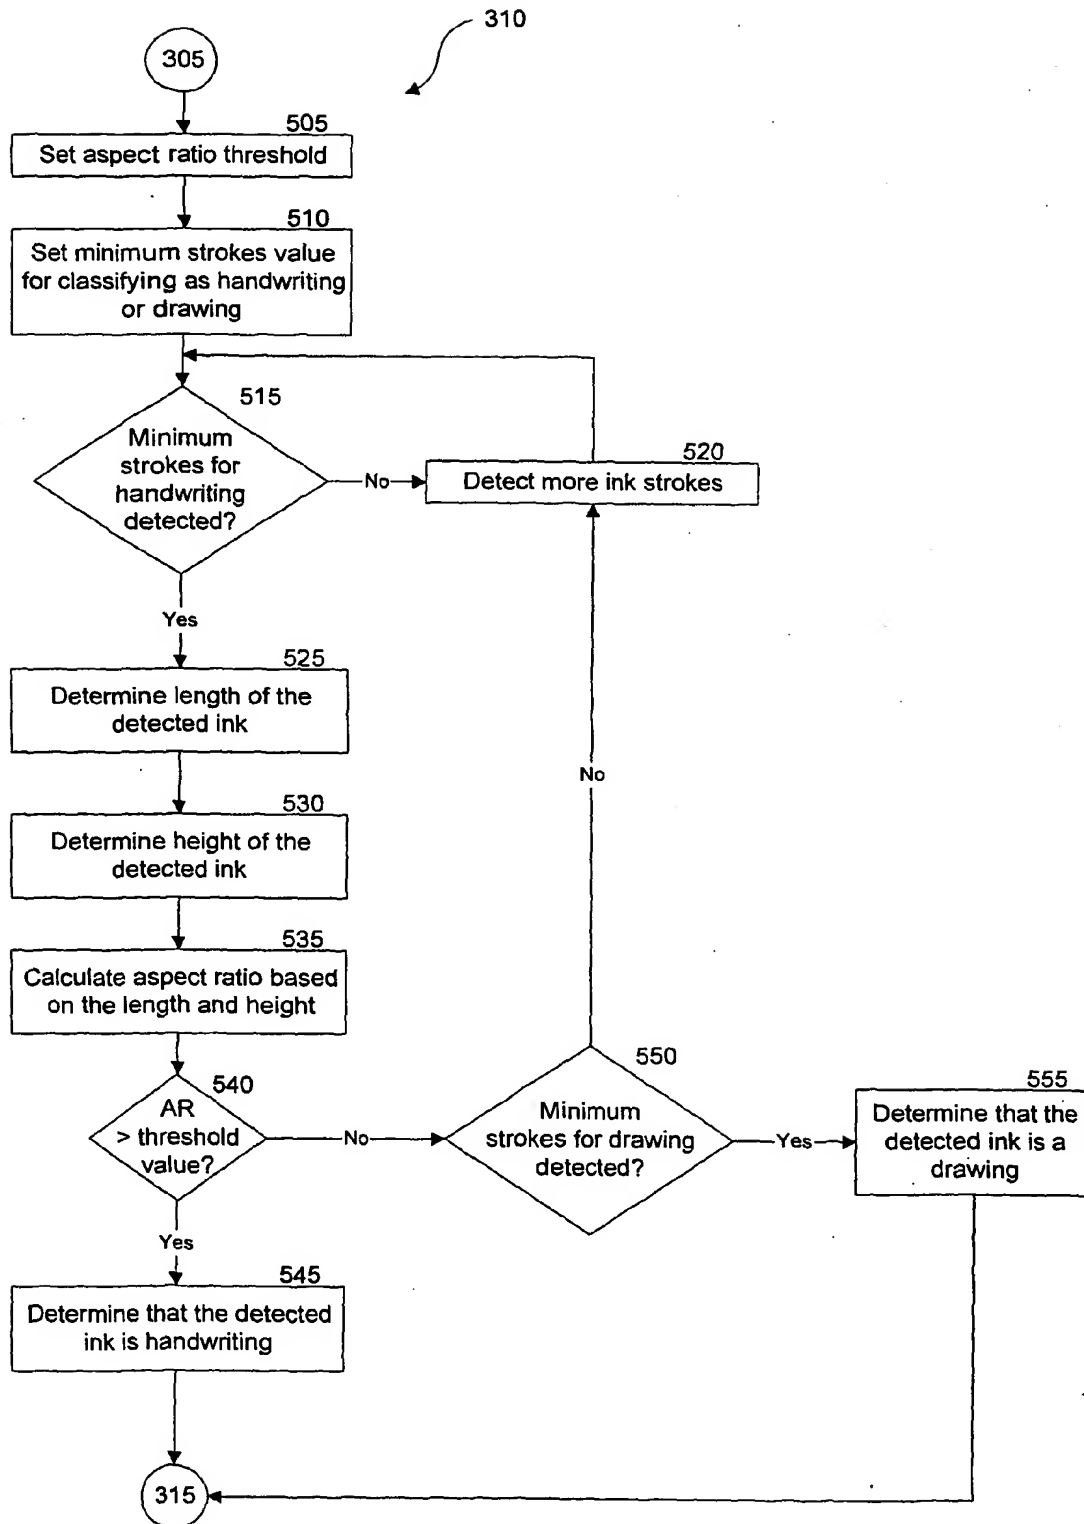 310
305
505
Set aspect ratio threshold
510
Set minimum strokes value
for classifying as handwriting
or drawing
515
Minimum
strokes for
handwriting
detected?
No
520
Detect more ink strokes
Yes
525
Determine length of the
detected ink
530
Determine height of the
detected ink
No
535
Calculate aspect ratio based
on the length and height
540
AR
> threshold
value?
No
550
Minimum
strokes for drawing
detected?
Yes
555
Determine that the
detected ink is a
drawing
Yes
545
Determine that the detected
ink is handwriting
315